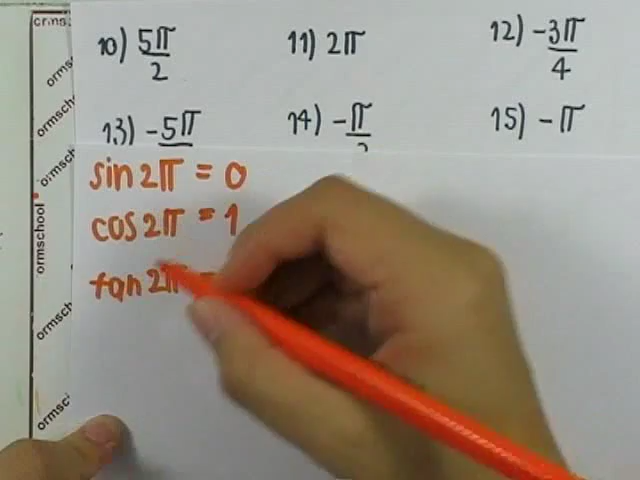 10) 5π/2 11) 2π 12) -3π/4
13) -5π 14) -π 15) -π
sin 2π = 0
cos 2π = 1
tan 2π =
ormschool